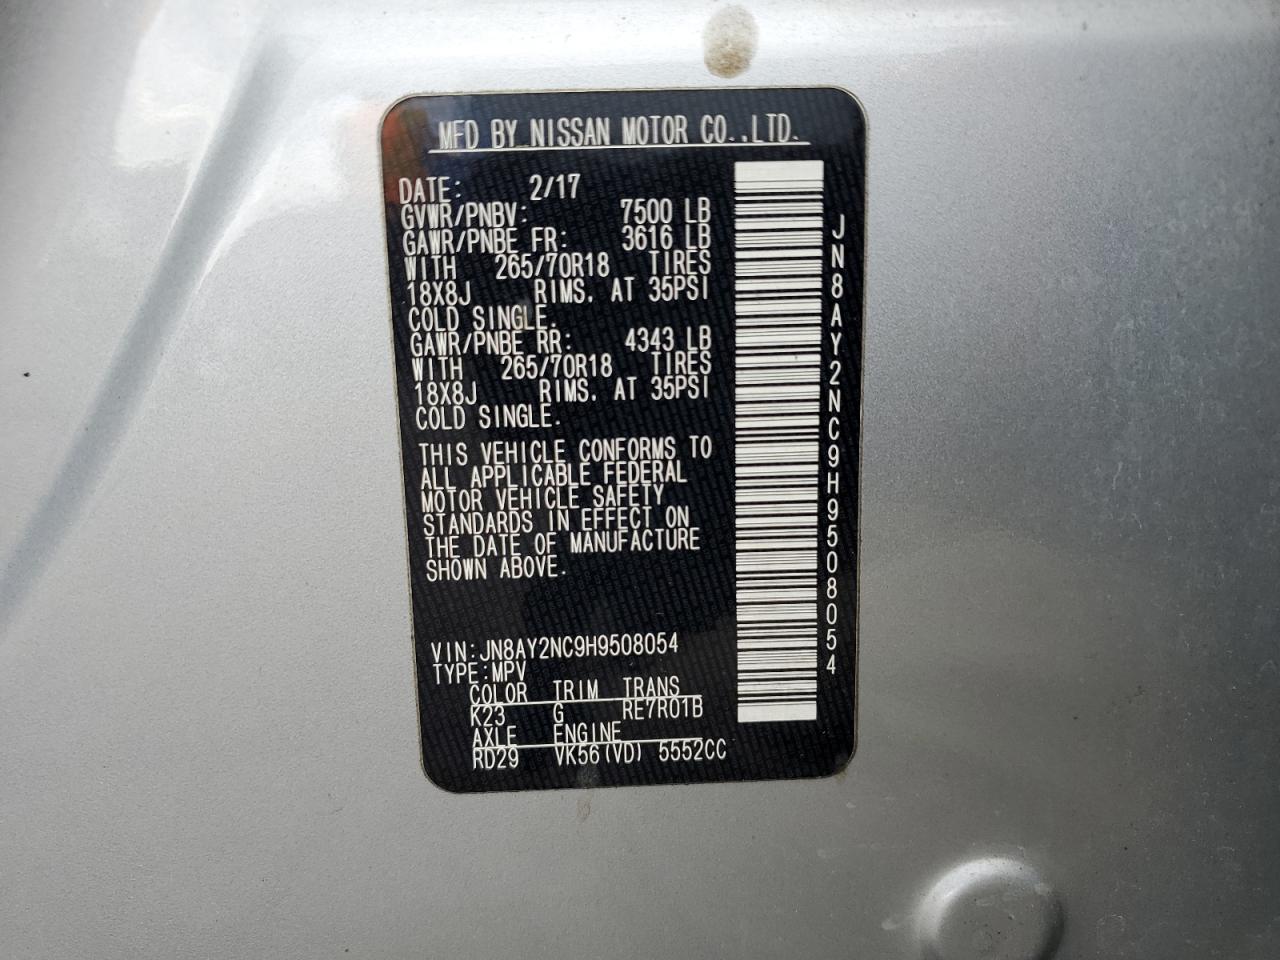 MFD BY NISSAN MOTOR CO.,LTD.
DATE: 2/17
GVWR/PNBV: 7500 LB
GAWR/PNBE FR: 3616 LB
WITH 265/70R18 TIRES
18X8J RIMS. AT 35PSI
COLD SINGLE.
GAWR/PNBE RR: 4343 LB
WITH 265/70R18 TIRES
18X8J RIMS. AT 35PSI
COLD SINGLE.
THIS VEHICLE CONFORMS TO
ALL APPLICABLE FEDERAL
MOTOR VEHICLE SAFETY
STANDARDS IN EFFECT ON
THE DATE OF MANUFACTURE
SHOWN ABOVE.
VIN:JN8AY2NC9H9508054
TYPE:MPV
COLOR TRIM TRANS
K23 G RE7R01B
AXLE ENGINE
RD29 VK56(VD) 5552CC
JN8AY2NC9H9508054